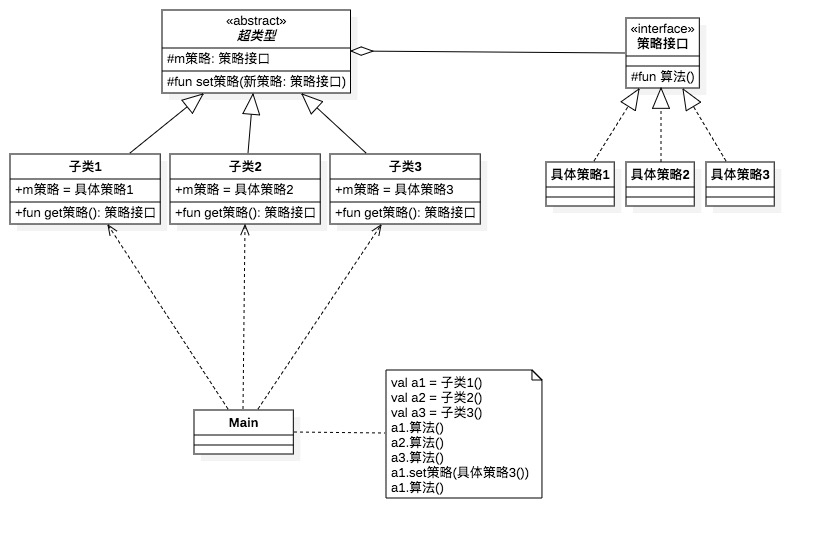 «abstract»
超类型
#m策略: 策略接口
#fun set策略(新策略: 策略接口)
«interface»
策略接口
#fun 算法()
子类1
+m策略 = 具体策略1
+fun get策略(): 策略接口
子类2
+m策略 = 具体策略2
+fun get策略(): 策略接口
子类3
+m策略 = 具体策略3
+fun get策略(): 策略接口
具体策略1
具体策略2
具体策略3
Main
val a1 = 子类1()
val a2 = 子类2()
val a3 = 子类3()
a1.算法()
a2.算法()
a3.算法()
a1.set策略(具体策略3())
a1.算法()